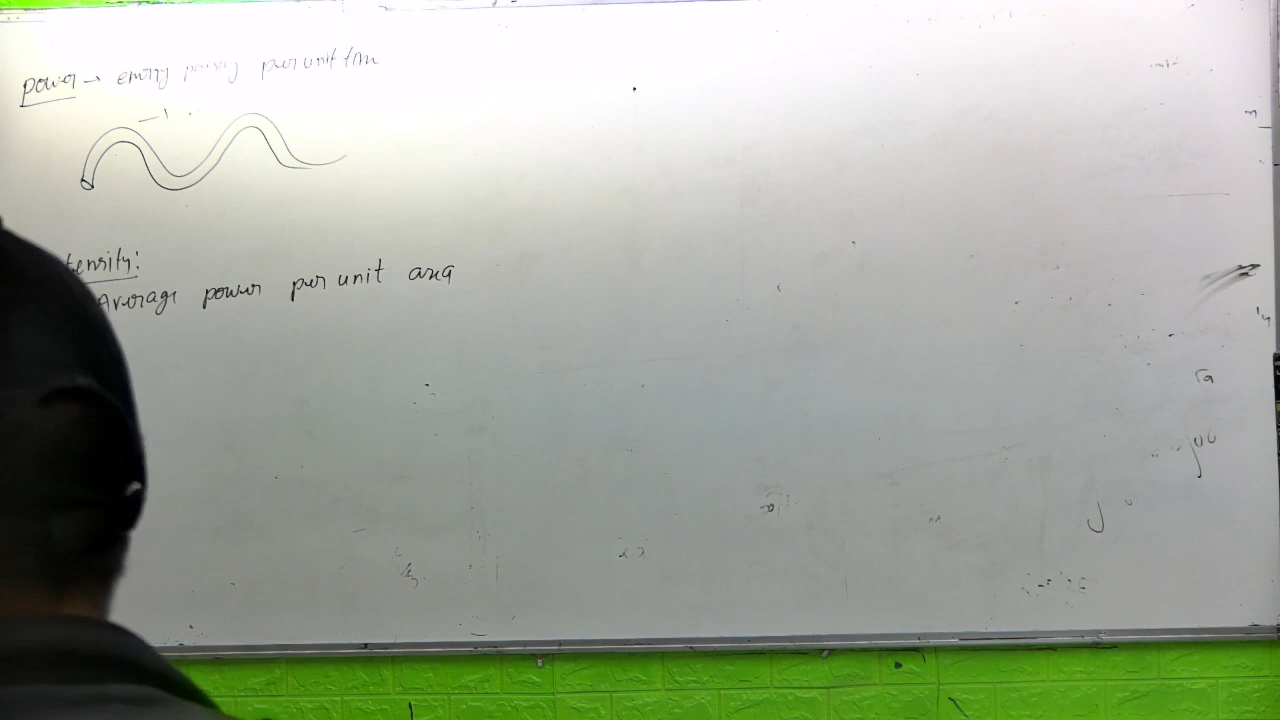 power → energy passing per unit time
tensity:
Average power per unit area